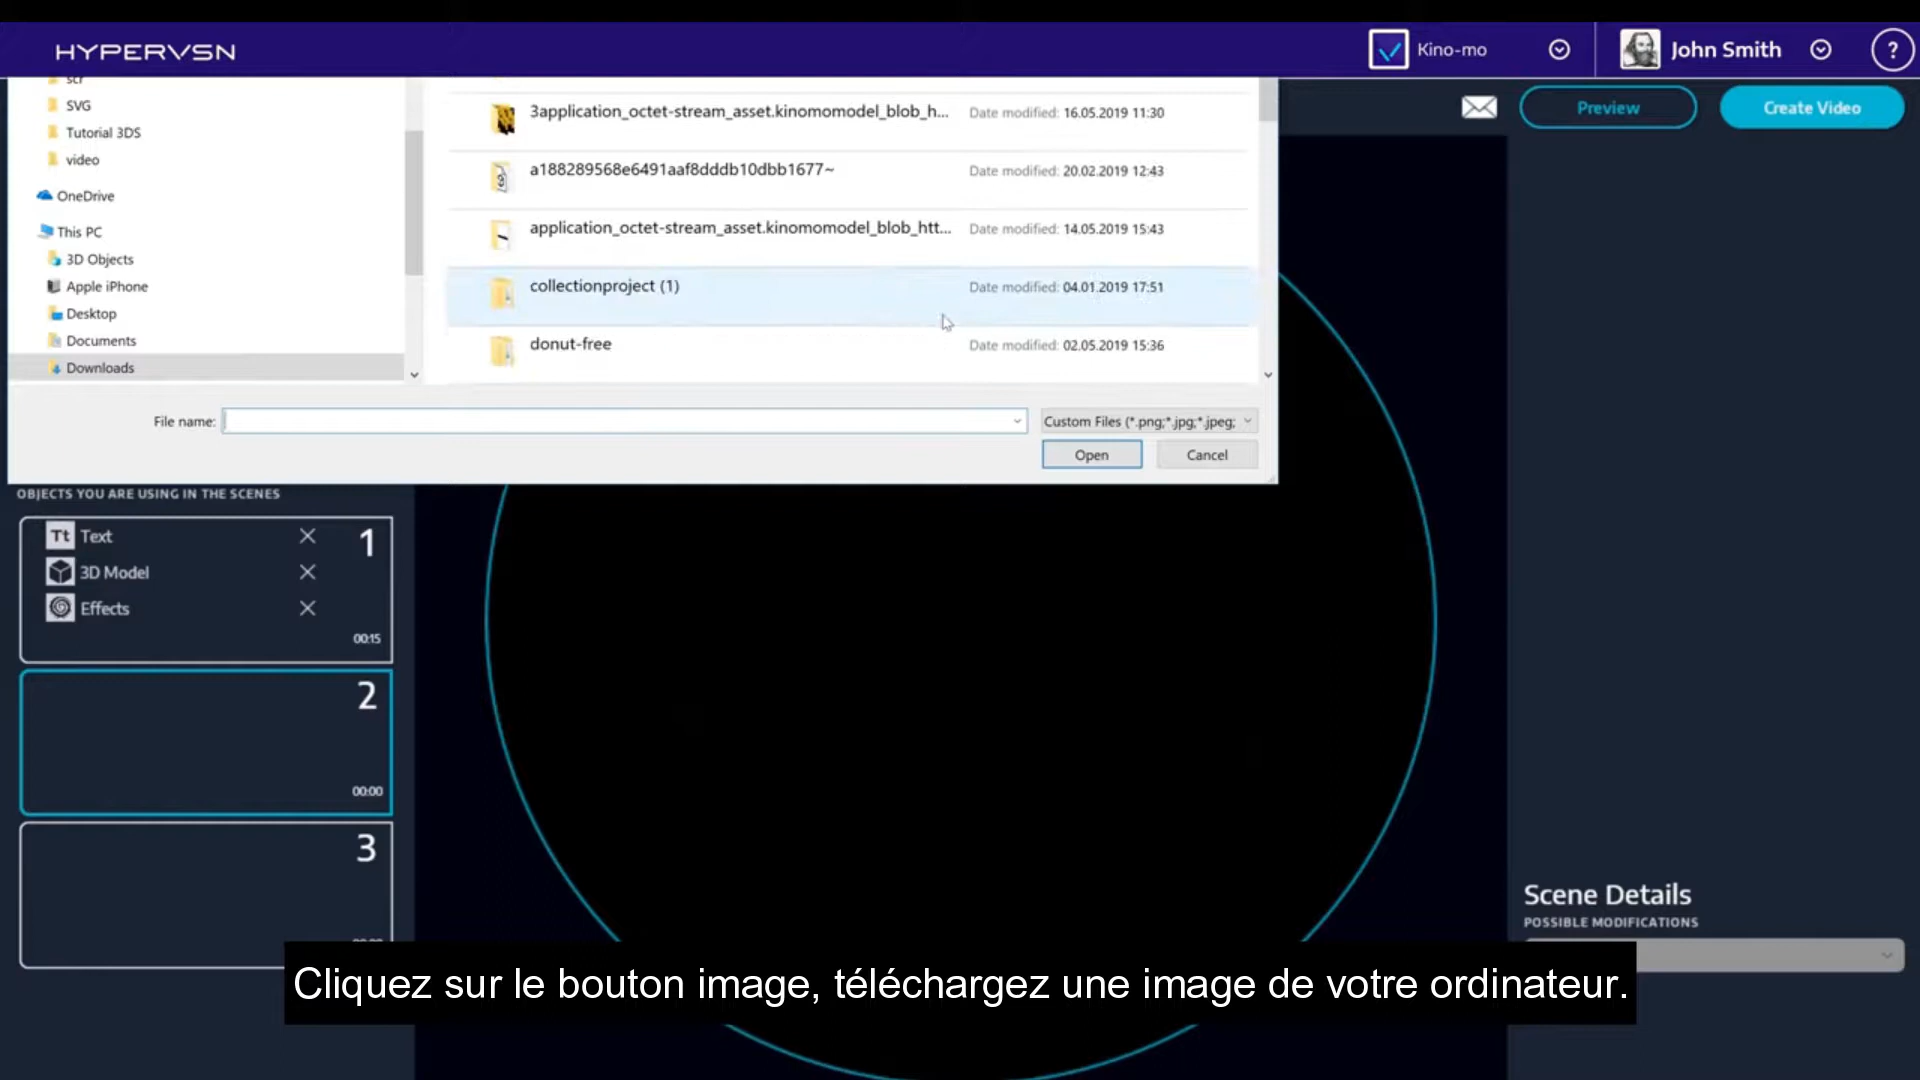 HYPERVSN
Kino-mo
John Smith
?
scr
SVG
Tutorial 3DS
video
OneDrive
This PC
3D Objects
Apple iPhone
Desktop
Documents
Downloads
3application_octet-stream_asset.kinomomodel_blob_h... Date modified: 16.05.2019 11:30
a188289568e6491aaf8dddb10dbb1677~ Date modified: 20.02.2019 12:43
application_octet-stream_asset.kinomomodel_blob_htt... Date modified: 14.05.2019 15:43
collectionproject (1) Date modified: 04.01.2019 17:51
donut-free Date modified: 02.05.2019 15:36
File name:
Custom Files (*.png;*.jpg;*.jpeg;
Open
Cancel
Preview
Create Video
OBJECTS YOU ARE USING IN THE SCENES
Tt Text
3D Model
Effects
1
00:15
2
00:00
3
Scene Details
POSSIBLE MODIFICATIONS
Cliquez sur le bouton image, téléchargez une image de votre ordinateur.